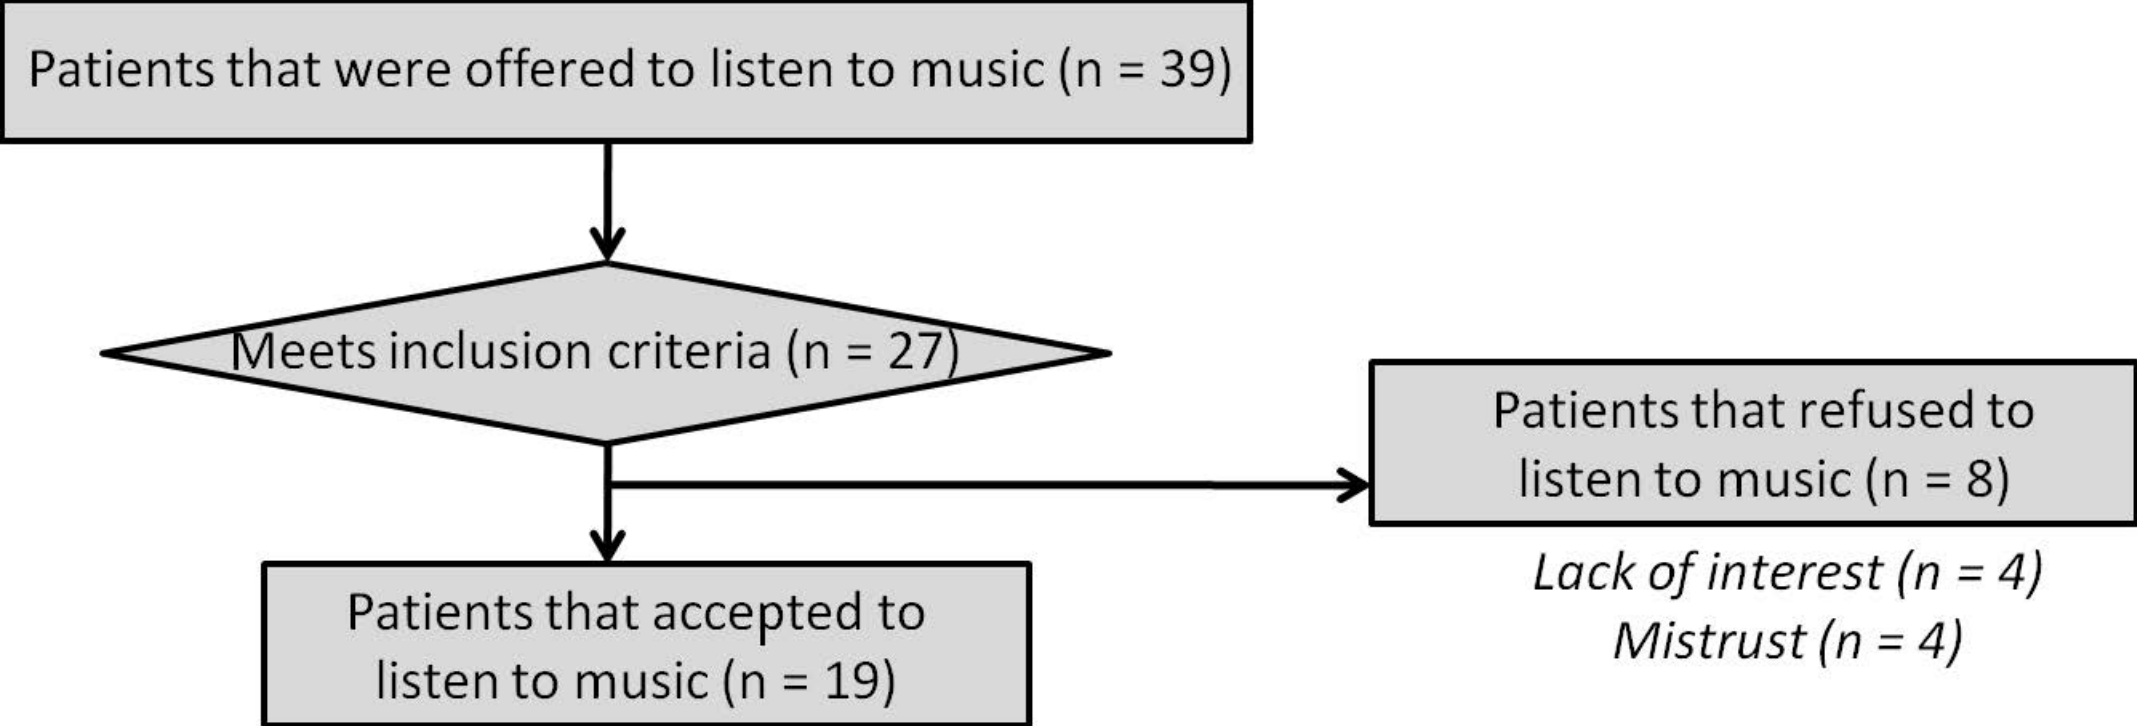 Patients that were offered to listen to music (n = 39)
Meets inclusion criteria (n = 27)
Patients that refused to
listen to music (n = 8)
Lack of interest (n = 4)
Mistrust (n = 4)
Patients that accepted to
listen to music (n = 19)